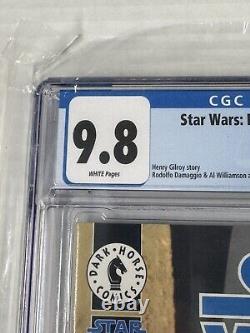 CGC
9.8
WHITE Pages
Star Wars:
Henry Gilroy story
Rodolfo Damaggio & Al Williamson a
DARK HORSE COMICS
STAR